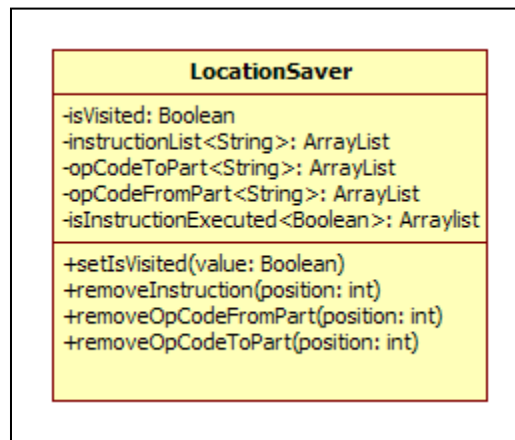 LocationSaver
-isVisited: Boolean
-instructionList<String>: ArrayList
-opCodeToPart<String>: ArrayList
-opCodeFromPart<String>: ArrayList
-isInstructionExecuted<Boolean>: Arraylist
+setIsVisited(value: Boolean)
+removeInstruction(position: int)
+removeOpCodeFromPart(position: int)
+removeOpCodeToPart(position: int)